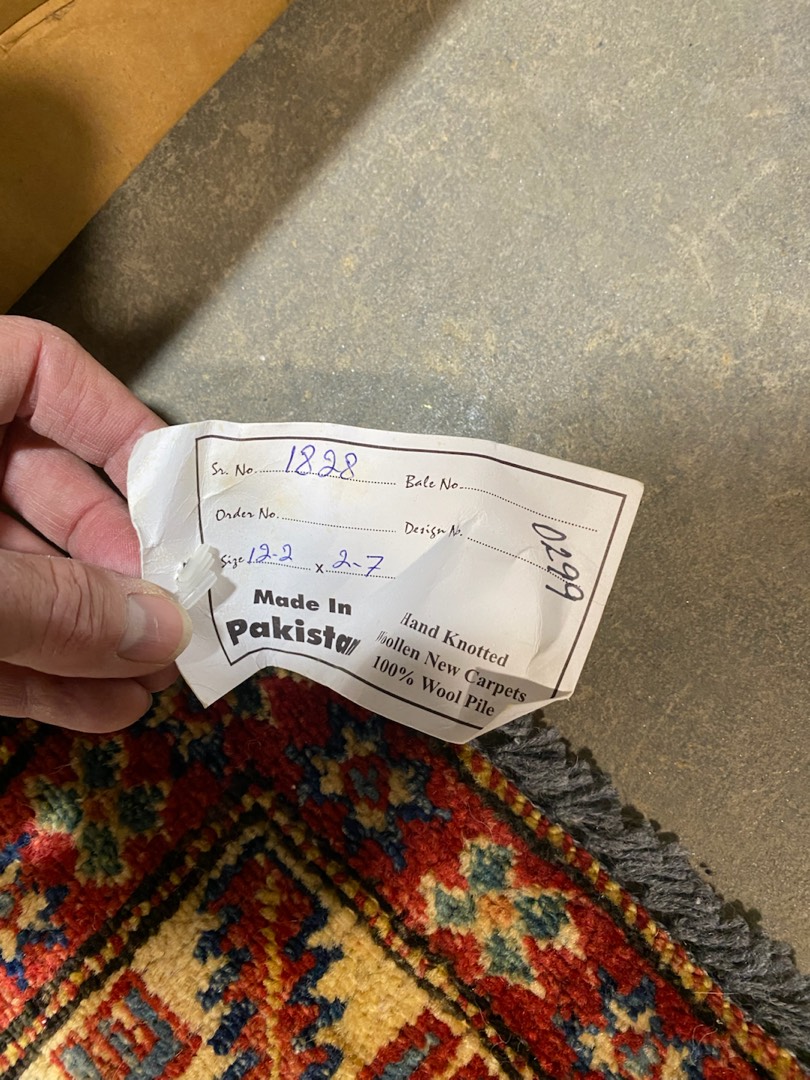 Sr. No. 1828
Bale No.
Order No.
Design No.
Size 12-2 x 2-7
D299
Made In
Pakistan
Hand Knotted
Woollen New Carpets
100% Wool Pile